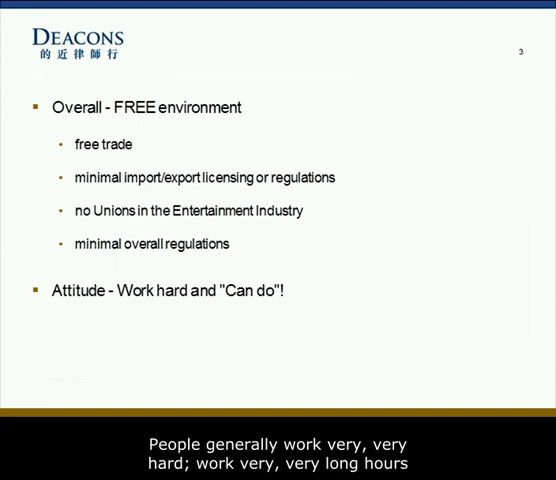 DEACONS
的近律師行
3
Overall - FREE environment
free trade
minimal import/export licensing or regulations
no Unions in the Entertainment Industry
minimal overall regulations
Attitude - Work hard and "Can do"!
People generally work very, very
hard; work very, very long hours